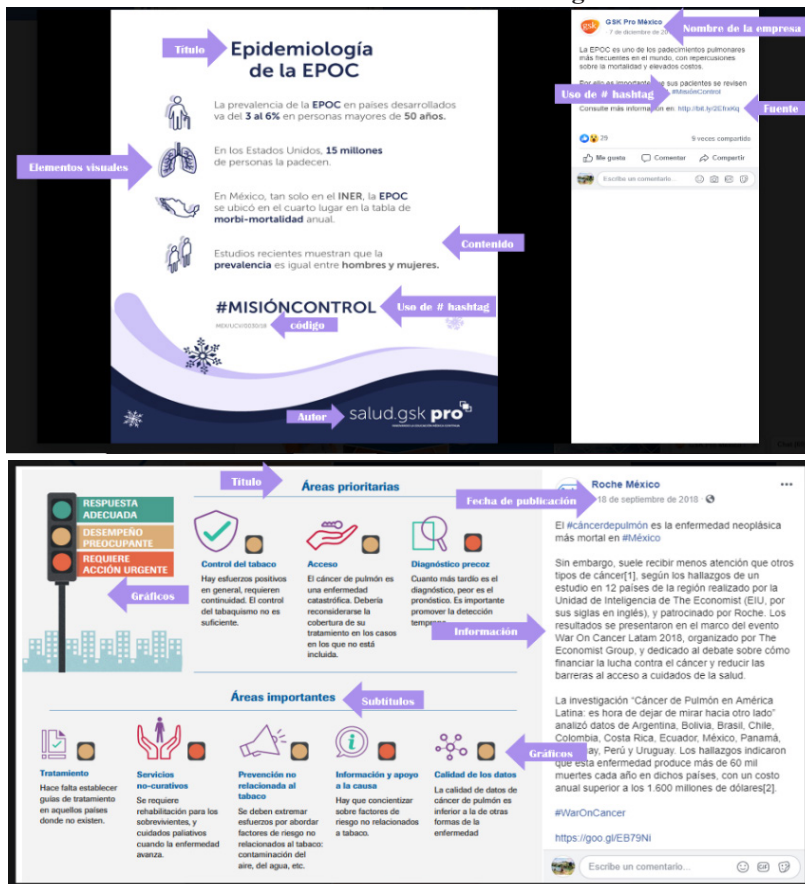 Título
Epidemiología
de la EPOC
La prevalencia de la EPOC en países desarrollados
va del 3 al 6% en personas mayores de 50 años.
En los Estados Unidos, 15 millones
de personas la padecen.
Elementos visuales
En México, tan solo en el INER, la EPOC
se ubicó en el cuarto lugar en la tabla de
morbi-mortalidad anual.
Contenido
Estudios recientes muestran que la
prevalencia es igual entre hombres y mujeres.
#MISIÓNCONTROL
Uso de # hashtag
código
Autor
salud.gsk pro
gsk
GSK Pro México
7 de diciembre de
Nombre de la empresa
La EPOC es uno de los padecimientos pulmonares
más frecuentes en el mundo, con repercusiones
sobre la mortalidad y elevados costos.
Por ello es importante que sus pacientes se revisen
Uso de # hashtag
#MisiónControl
Consulte más información en:
Fuente
29
9 veces compartido
Me gusta
Comentar
Compartir
Escribe un comentario...
RESPUESTA
ADECUADA
DESEMPEÑO
PREOCUPANTE
REQUIERE
ACCIÓN URGENTE
Gráficos
Título
Áreas prioritarias
Control del tabaco
Hay esfuerzos positivos
en general, requieren
continuidad. El control
del tabaquismo no es
suficiente.
Acceso
El cáncer de pulmón es
una enfermedad
catastrófica. Debería
reconsiderarse la
cobertura de su
tratamiento en los casos
en los que no está
incluida.
Diagnóstico precoz
Cuanto más tardío es el
diagnóstico, peor es el
pronóstico. Es importante
promover la detección
Áreas importantes
Subtítulos
Tratamiento
Hace falta establecer
guías de tratamiento
en aquellos países
donde no existen.
Servicios
no-curativos
Se requiere
rehabilitación para los
sobrevivientes, y
cuidados paliativos
cuando la enfermedad
avanza.
Prevención no
relacionada al
tabaco
Se deben extremar
esfuerzos por abordar
factores de riesgo no
relacionados al tabaco:
contaminación del
aire, del agua, etc.
Información y apoyo
a la causa
Hay que concientizar
sobre factores de
riesgo no relacionados
a tabaco.
Calidad de los datos
La calidad de datos de
cáncer de pulmón es
inferior a la de otras
formas de la
enfermedad
Gráficos
Roche México
Fecha de publicación
18 de septiembre de 2018
El #cáncerdepulmón es la enfermedad neoplásica
más mortal en #México
Sin embargo, suele recibir menos atención que otros
tipos de cáncer[1], según los hallazgos de un
estudio en 12 países de la región realizado por la
Unidad de Inteligencia de The Economist (EIU, por
sus siglas en inglés), y patrocinado por Roche. Los
Información
resultados se presentaron en el marco del evento
War On Cancer Latam 2018, organizado por The
Economist Group, y dedicado al debate sobre cómo
financiar la lucha contra el cáncer y reducir las
barreras al acceso a cuidados de la salud.
La investigación "Cáncer de Pulmón en América
Latina: es hora de dejar de mirar hacia otro lado"
analizó datos de Argentina, Bolivia, Brasil, Chile,
Colombia, Costa Rica, Ecuador, México, Panamá,
Perú y Uruguay. Los hallazgos indicaron
que esta enfermedad produce más de 60 mil
muertes cada año en dichos países, con un costo
anual superior a los 1.600 millones de dólares[2].
#WarOnCancer
https://goo.gl/EB79Ni
Escribe un comentario...